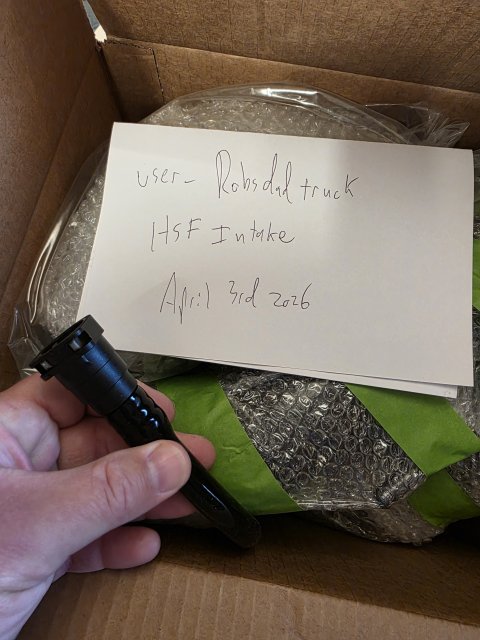 user- Robsdad truck
HSF Intake
April 3rd 2026